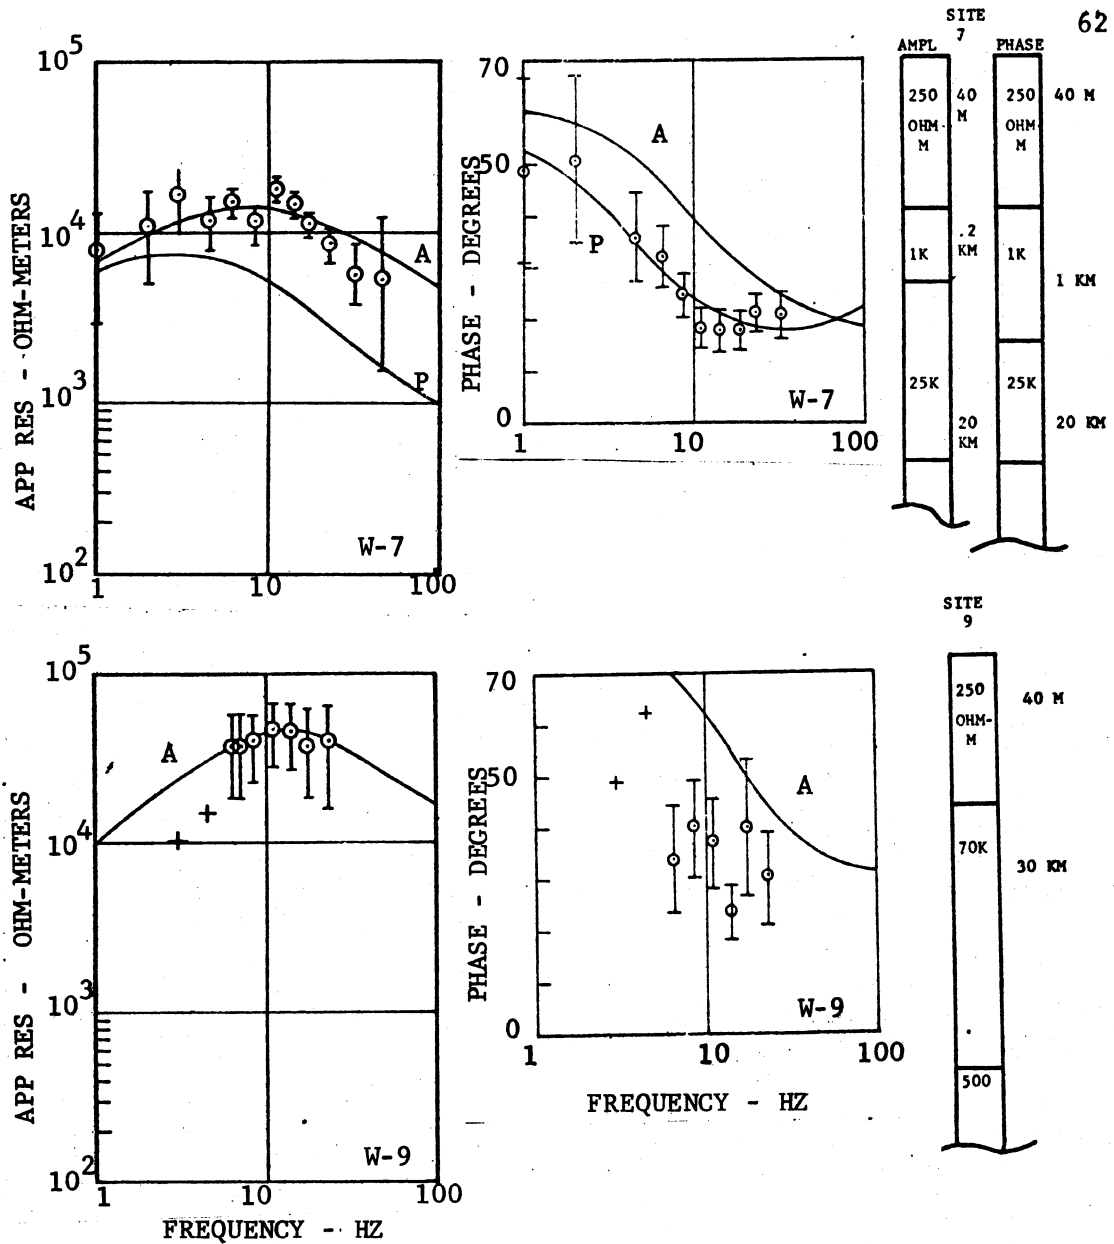 62
10^5
10^4
10^3
10^2
APP RES - OHM-METERS
A
P
W-7
1 10 100
70
50
0
PHASE - DEGREES
A
P
W-7
1 10 100
SITE
7
AMPL PHASE
250
OHM-
M
40
M
250
OHM-
M
40 M
1K
.2
KM
1K
1 KM
25K
20
KM
25K
20 KM
10^5
10^4
10^3
10^2
APP RES - OHM-METERS
A
W-9
1 10 100
FREQUENCY - HZ
70
50
0
PHASE - DEGREES
A
W-9
1 10 100
FREQUENCY - HZ
SITE
9
250
OHM-
M
40 M
70K
30 KM
500